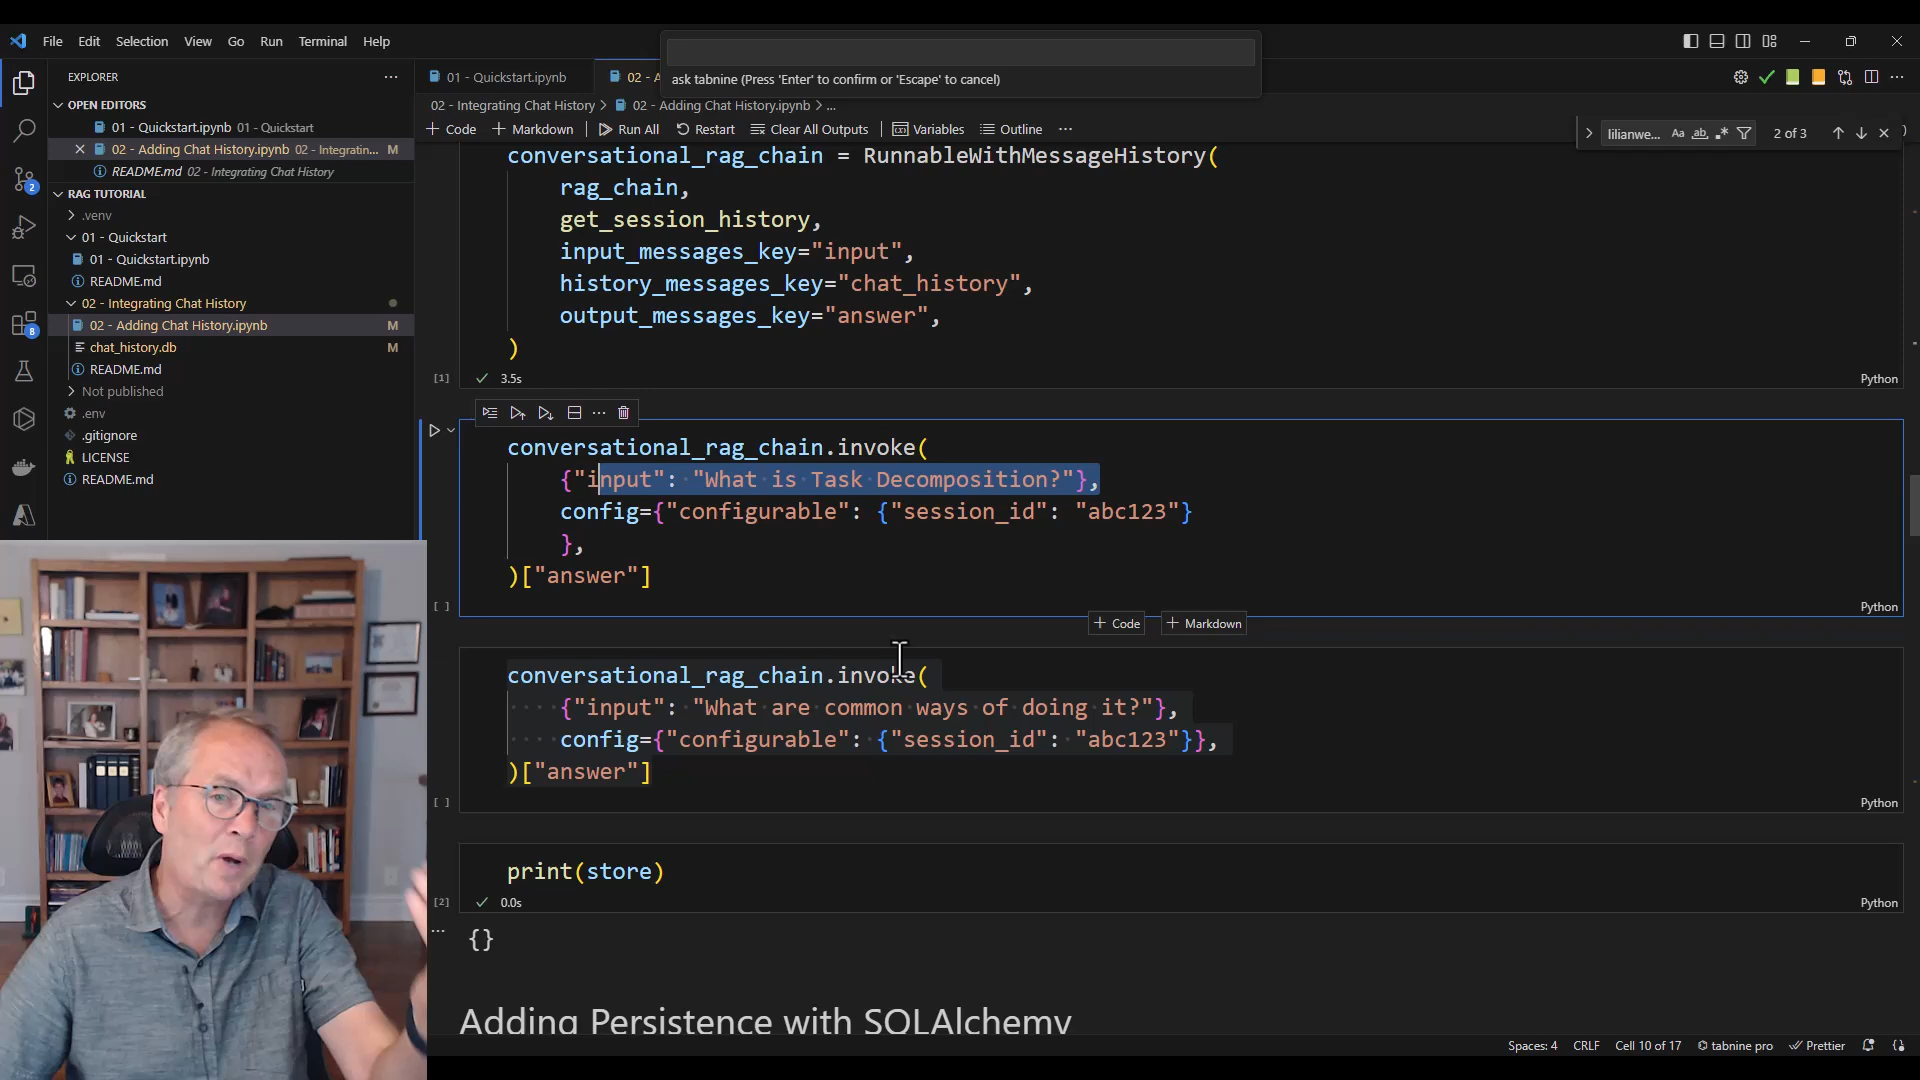 File Edit Selection View Go Run Terminal Help
ask tabnine (Press 'Enter' to confirm or 'Escape' to cancel)
EXPLORER
OPEN EDITORS
01 - Quickstart.ipynb 01 - Quickstart
02 - Adding Chat History.ipynb 02 - Integratin... M
README.md 02 - Integrating Chat History
RAG TUTORIAL
.venv
01 - Quickstart
01 - Quickstart.ipynb
README.md
02 - Integrating Chat History
02 - Adding Chat History.ipynb M
chat_history.db M
README.md
Not published
.env
.gitignore
LICENSE
README.md
2
8
01 - Quickstart.ipynb
02 - A
02 - Integrating Chat History > 02 - Adding Chat History.ipynb > ...
+ Code + Markdown Run All Restart Clear All Outputs Variables Outline ...
lilianwe... Aa ab .* 2 of 3
conversational_rag_chain = RunnableWithMessageHistory(
rag_chain,
get_session_history,
input_messages_key="input",
history_messages_key="chat_history",
output_messages_key="answer",
)
[1] 3.5s Python
conversational_rag_chain.invoke(
{"input": "What is Task Decomposition?"},
config={"configurable": {"session_id": "abc123"}
},
)["answer"]
[ ] Python
+ Code + Markdown
conversational_rag_chain.invoke(
{"input": "What are common ways of doing it?"},
config={"configurable": {"session_id": "abc123"}},
)["answer"]
[ ] Python
print(store)
[2] 0.0s Python
{}
Adding Persistence with SQLAlchemy
Spaces: 4 CRLF Cell 10 of 17 tabnine pro Prettier